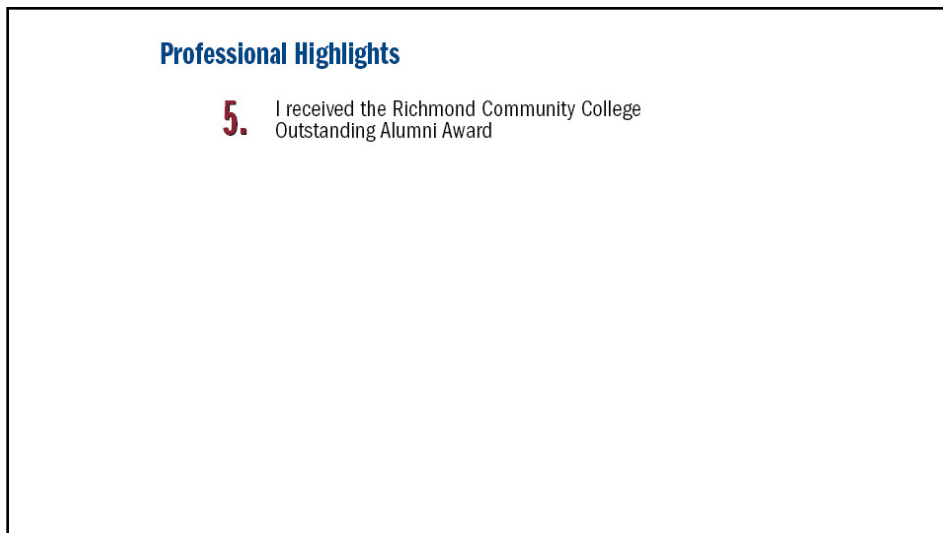 Professional Highlights
5. I received the Richmond Community College
Outstanding Alumni Award